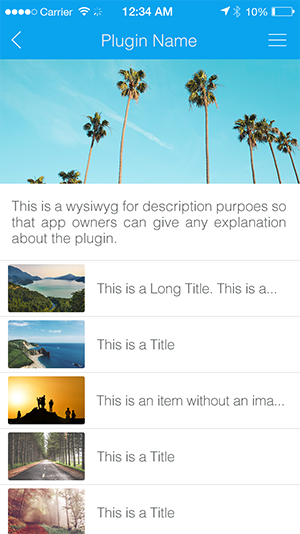 Carrier 12:34 AM 10%
Plugin Name
This is a wysiwyg for description purpoes so
that app owners can give any explanation
about the plugin.
This is a Long Title. This is a...
This is a Title
This is an item without an ima...
This is a Title
This is a Title